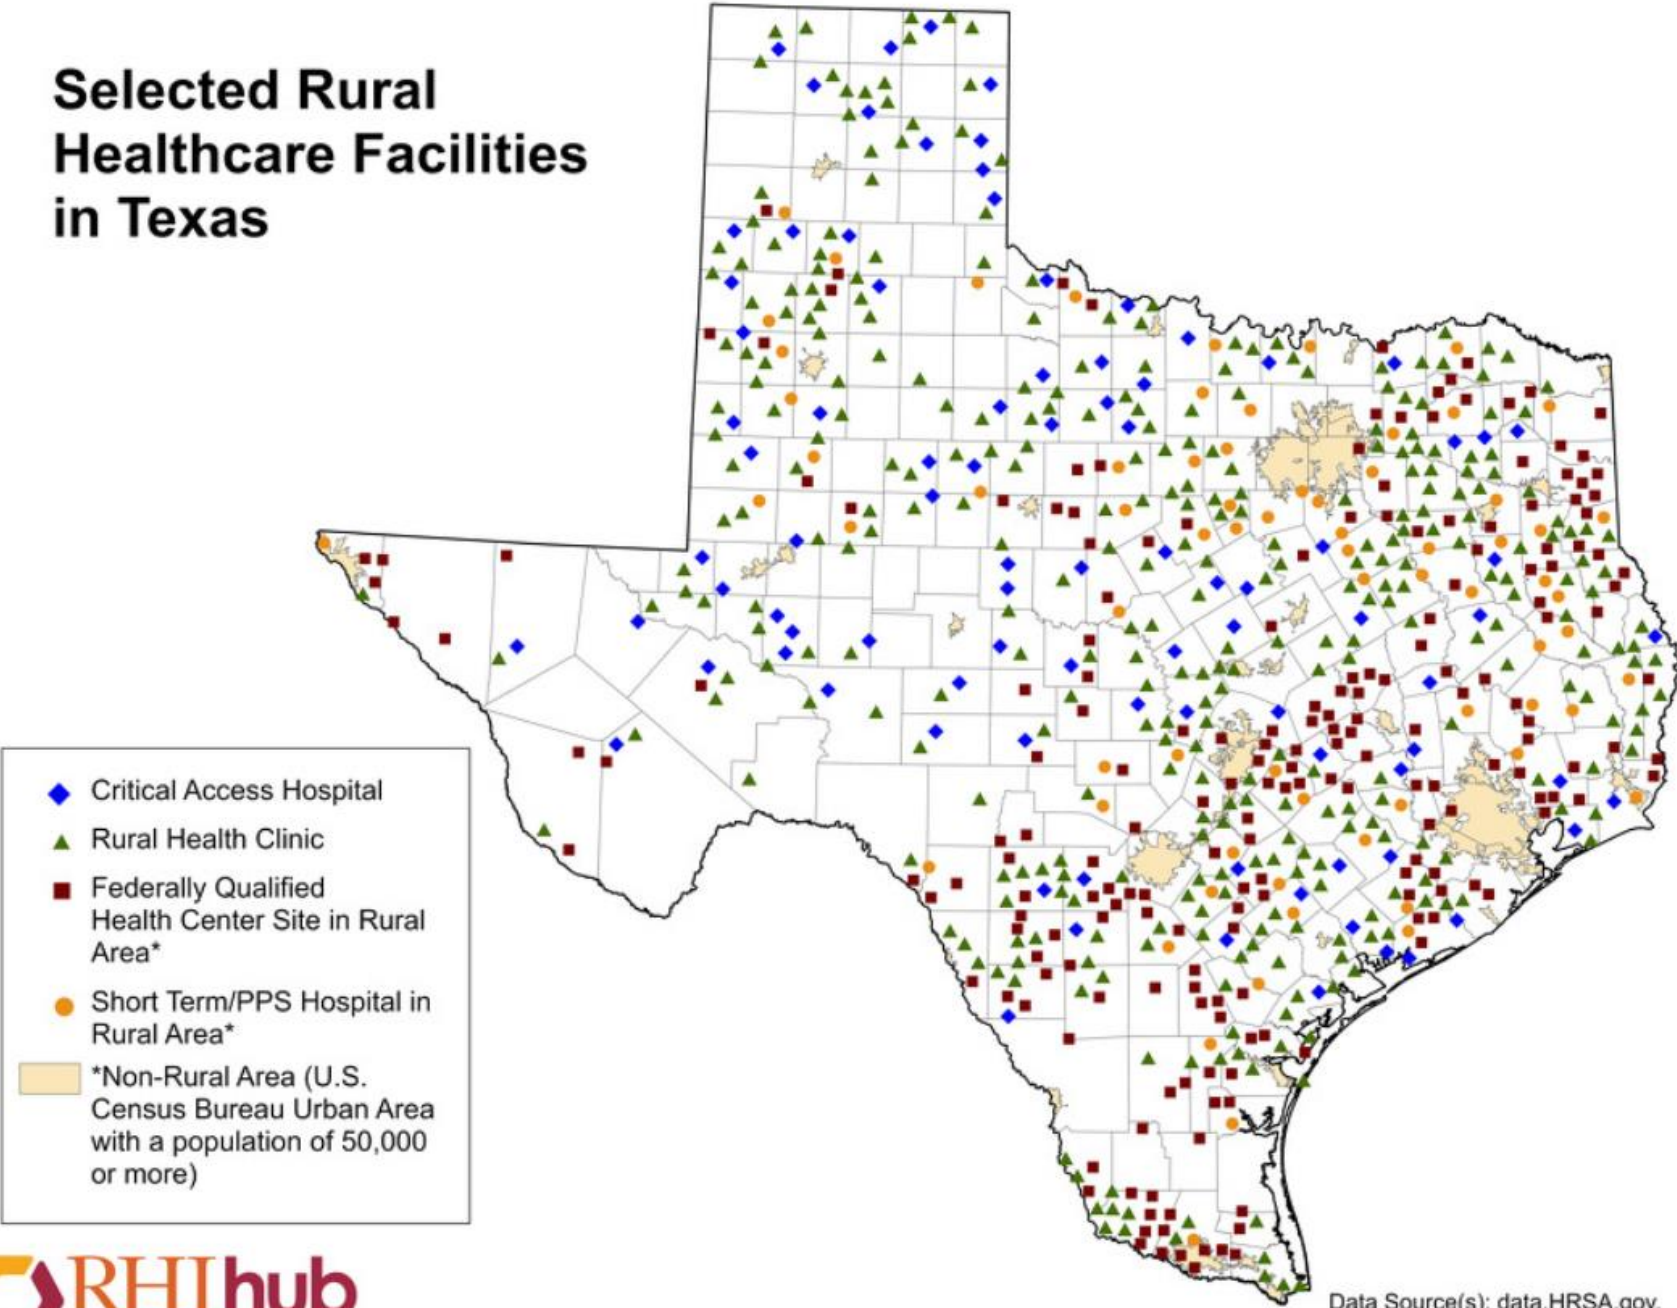 Selected Rural
Healthcare Facilities
in Texas
Critical Access Hospital
Rural Health Clinic
Federally Qualified
Health Center Site in Rural
Area*
Short Term/PPS Hospital in
Rural Area*
*Non-Rural Area (U.S.
Census Bureau Urban Area
with a population of 50,000
or more)
RHIhub
Data Source(s): data.HRSA.gov,